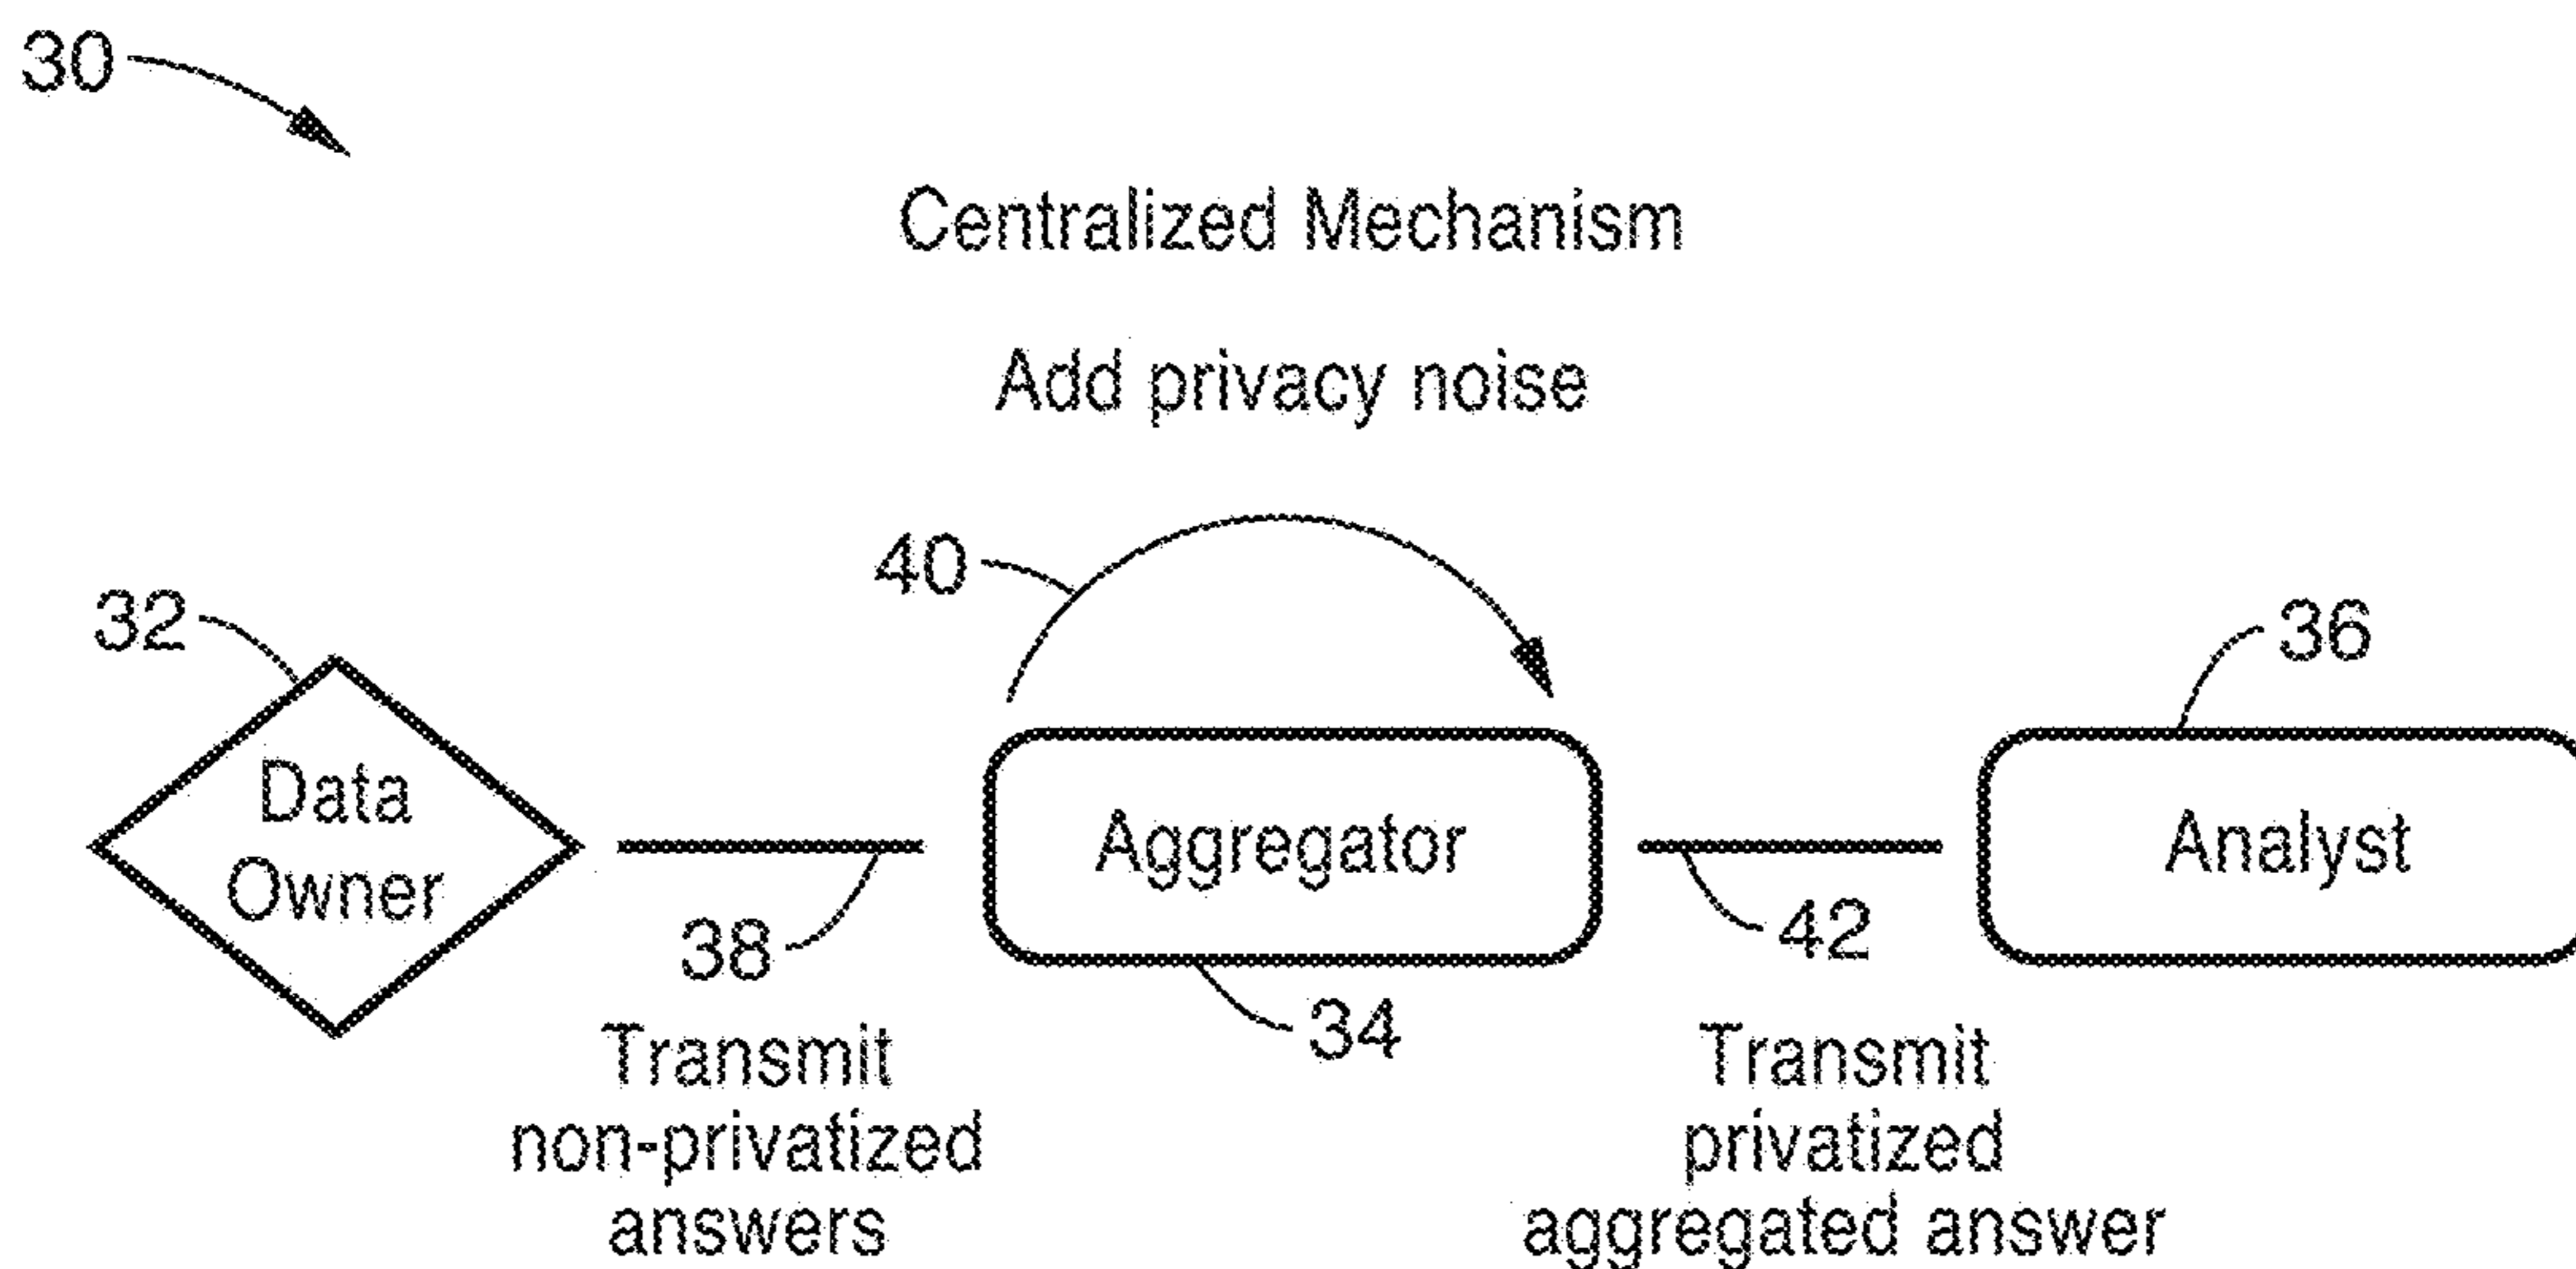 30
Centralized Mechanism
Add privacy noise
40
32
36
Data
Owner
Aggregator
Analyst
38
42
34
Transmit
non-privatized
answers
Transmit
privatized
aggregated answer